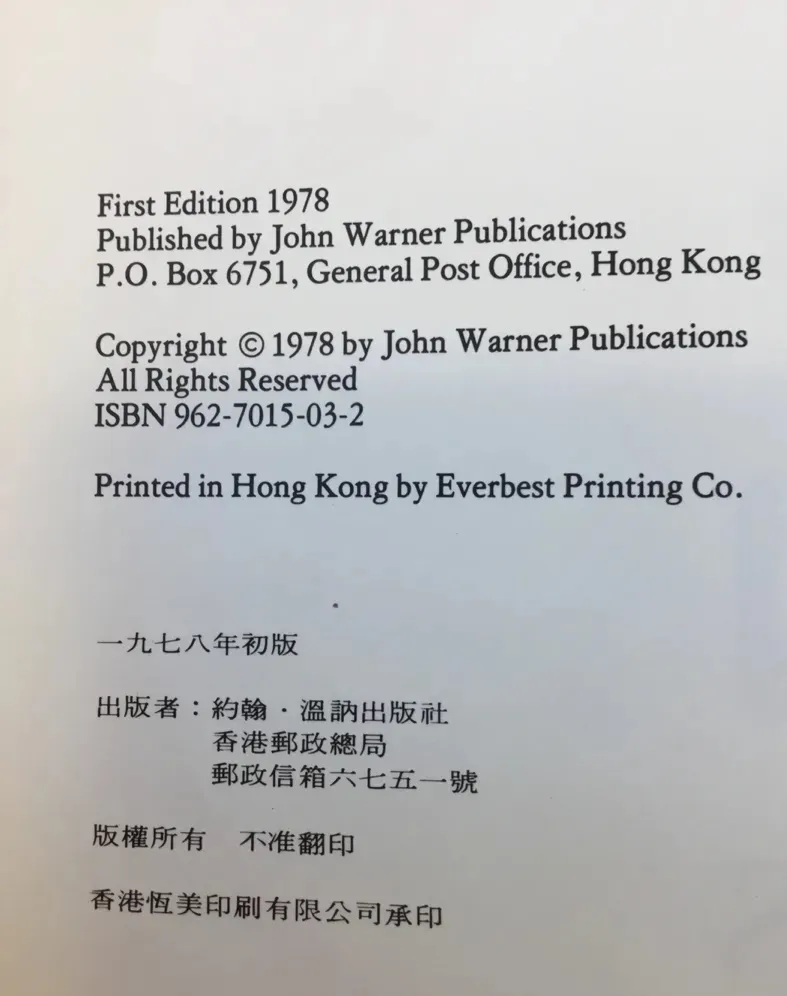 First Edition 1978
Published by John Warner Publications
P.O. Box 6751, General Post Office, Hong Kong
Copyright © 1978 by John Warner Publications
All Rights Reserved
ISBN 962-7015-03-2
Printed in Hong Kong by Everbest Printing Co.
一九七八年初版
出版者：約翰·溫訥出版社
香港郵政總局
郵政信箱六七五一號
版權所有　不准翻印
香港恆美印刷有限公司承印